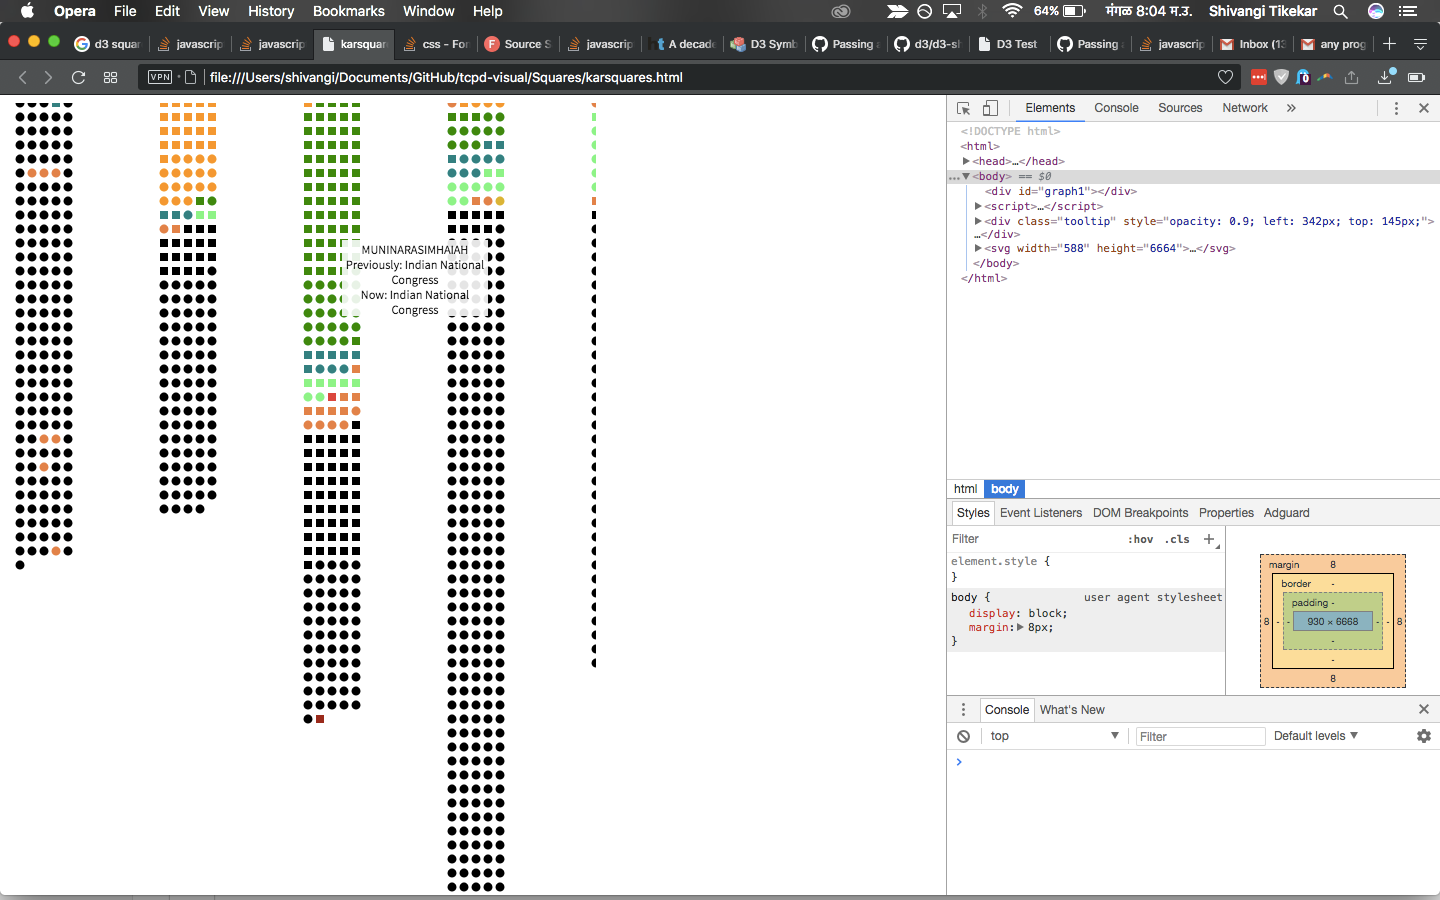 Opera File Edit View History Bookmarks Window Help 64% मंगळ 8:04 म.उ. Shivangi Tikekar
d3 squar javascrip javascrip karsquar css - For Source S javascrip A decad D3 Symb Passing d3/d3-sh D3 Test Passing javascrip Inbox (13 any prog
VPN file:///Users/shivangi/Documents/GitHub/tcpd-visual/Squares/karsquares.html
MUNINARASIMHAIAH
Previously: Indian National
Congress
Now: Indian National
Congress
Elements Console Sources Network »
<!DOCTYPE html>
<html>
▶<head>…</head>
…▼<body> == $0
<div id="graph1"></div>
▶<script>…</script>
▶<div class="tooltip" style="opacity: 0.9; left: 342px; top: 145px;">
…</div>
▶<svg width="588" height="6664">…</svg>
</body>
</html>
html body
Styles Event Listeners DOM Breakpoints Properties Adguard
Filter :hov .cls +
element.style {
}
body { user agent stylesheet
display: block;
margin:▶8px;
}
margin 8
border -
padding -
8 - - 930 × 6668 - - 8
-
-
8
Console What's New
top ▼ Filter Default levels ▼
>